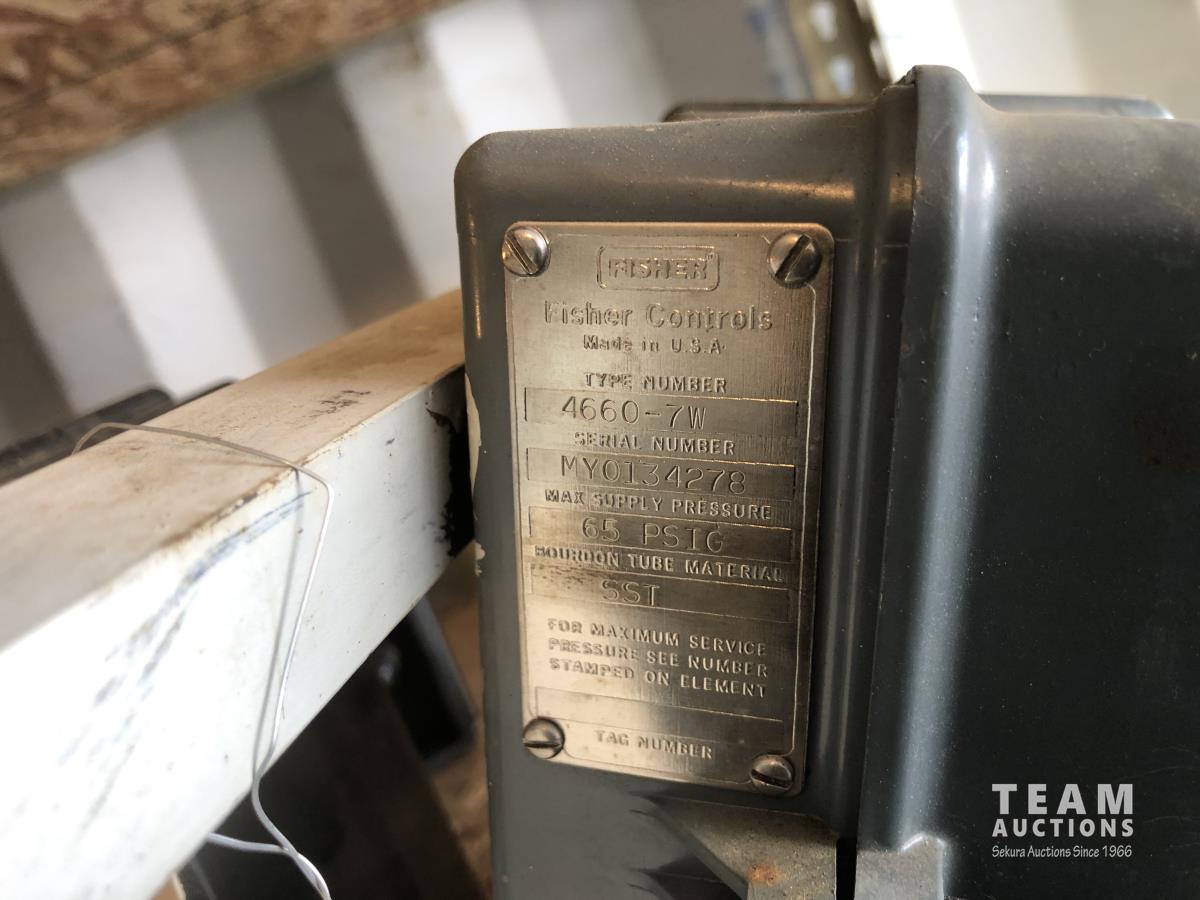 FISHER
Fisher Controls
Made in U.S.A
TYPE NUMBER
4660-7W
SERIAL NUMBER
MY0134278
MAX SUPPLY PRESSURE
65 PSIG
BOURDON TUBE MATERIAL
SST
FOR MAXIMUM SERVICE
PRESSURE SEE NUMBER
STAMPED ON ELEMENT
TAG NUMBER
TEAM
AUCTIONS
Sekura Auctions Since 1966